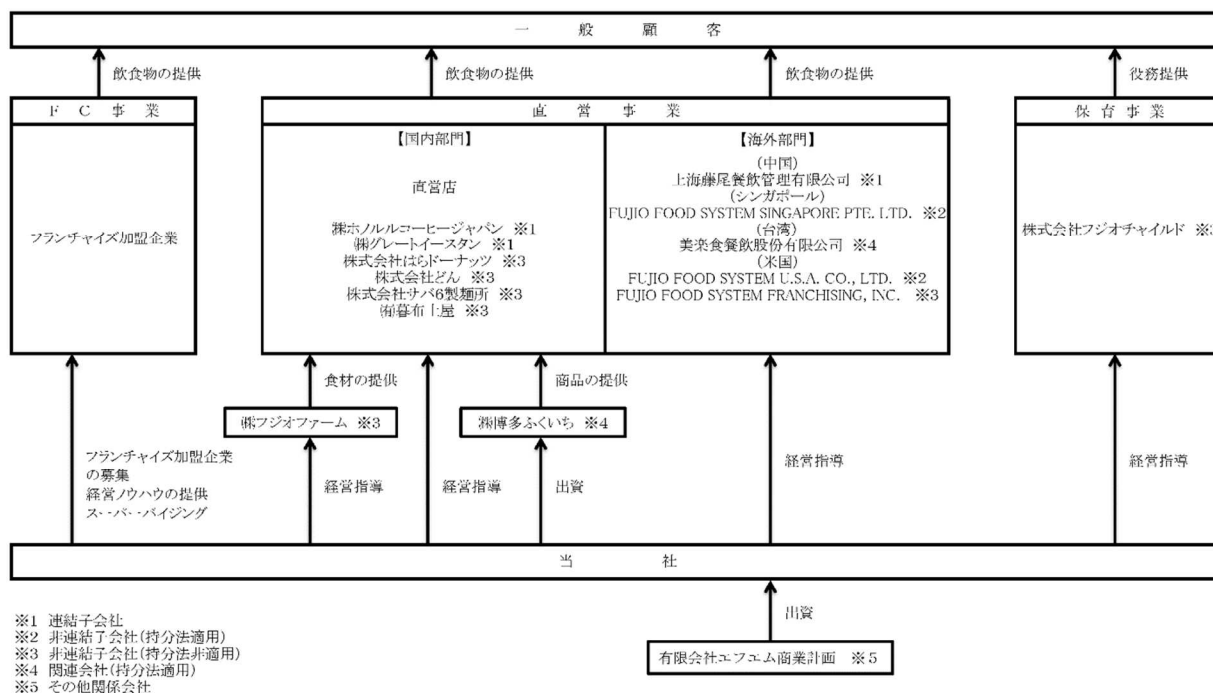 一般顧客
飲食物の提供
飲食物の提供
飲食物の提供
役務提供
FC事業
直営事業
保育事業
【国内部門】
【海外部門】
フランチャイズ加盟企業
直営店
㈱ホノルルコーヒージャパン ※1
㈱グレートイースタン ※1
株式会社はらドーナッツ ※3
株式会社どん ※3
株式会社サバ6製麺所 ※3
㈲暮布土屋 ※3
(中国)
上海藤尾餐飲管理有限公司 ※1
(シンガポール)
FUJIO FOOD SYSTEM SINGAPORE PTE. LTD. ※2
(台湾)
美楽食餐飲股份有限公司 ※4
(米国)
FUJIO FOOD SYSTEM U.S.A. CO., LTD. ※2
FUJIO FOOD SYSTEM FRANCHISING, INC. ※3
株式会社フジオチャイルド
食材の提供
商品の提供
㈱フジオファーム ※3
㈱博多ふくいち ※4
フランチャイズ加盟企業
の募集
経営ノウハウの提供
スーパーバイジング
経営指導
経営指導
出資
経営指導
経営指導
当社
出資
有限会社エフエム商業計画 ※5
※1 連結子会社
※2 非連結子会社(持分法適用)
※3 非連結子会社(持分法非適用)
※4 関連会社(持分法適用)
※5 その他関係会社